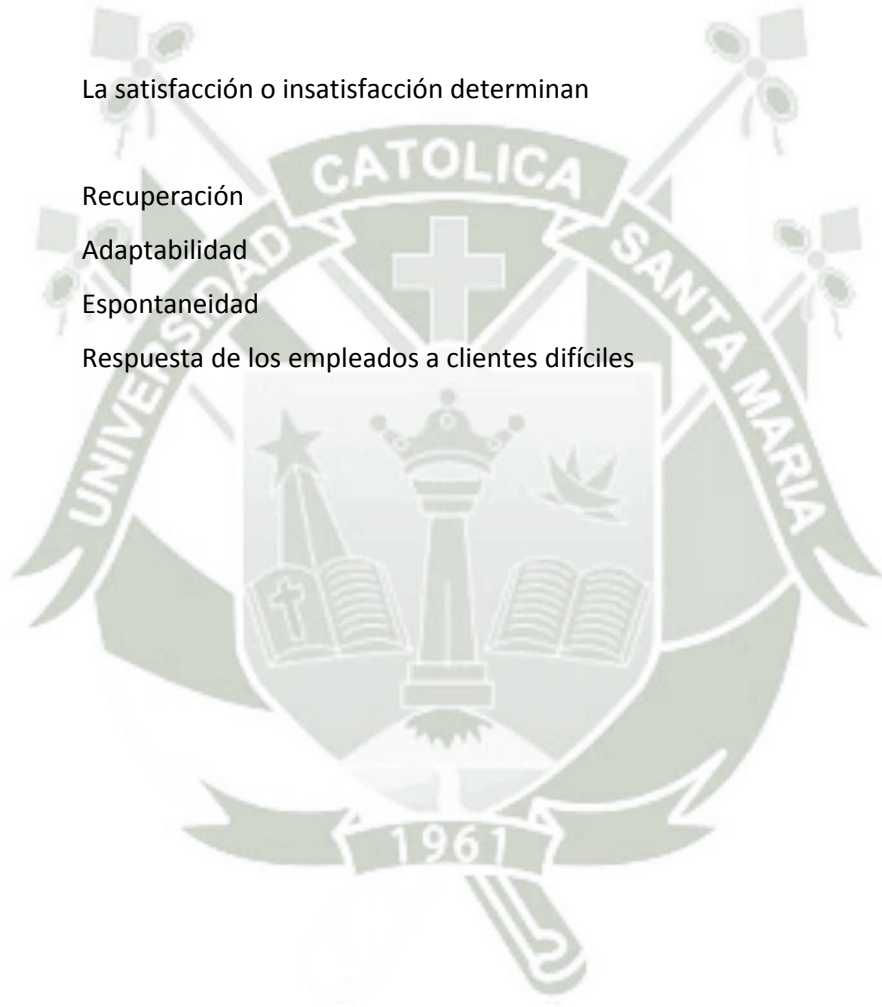 La satisfacción o insatisfacción determinan
Recuperación
Adaptabilidad
Espontaneidad
Respuesta de los empleados a clientes difíciles
UNIVERSIDAD CATOLICA SANTA MARIA
1961